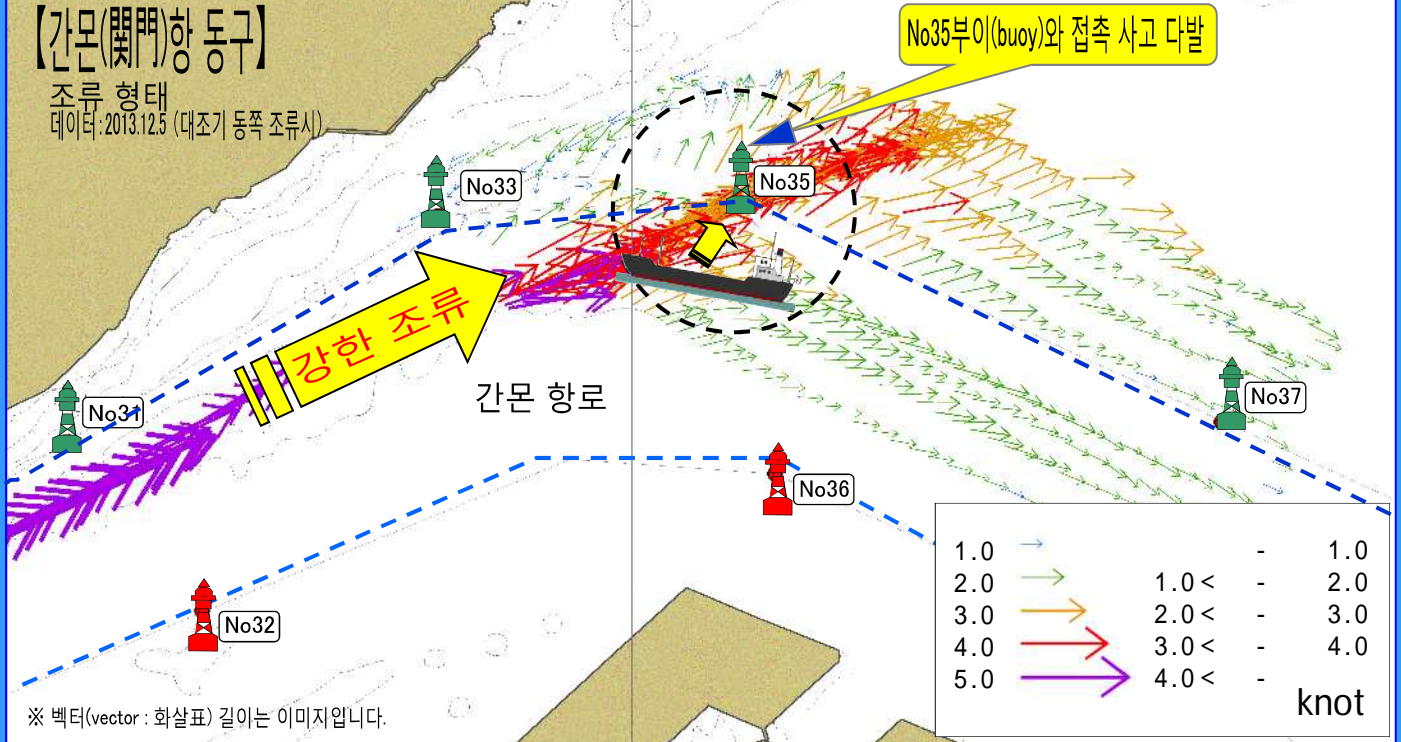 【간몬(関門)항 동구】
조류 형태
데이터:2013.12.5 (대조기 동쪽 조류시)
No35부이(buoy)와 접촉 사고 다발
No33
No35
강한 조류
간몬 항로
No31
No37
No36
No32
1.0 - 1.0
2.0 1.0< - 2.0
3.0 2.0< - 3.0
4.0 3.0< - 4.0
5.0 4.0< -
knot
※ 벡터(vector : 화살표) 길이는 이미지입니다.